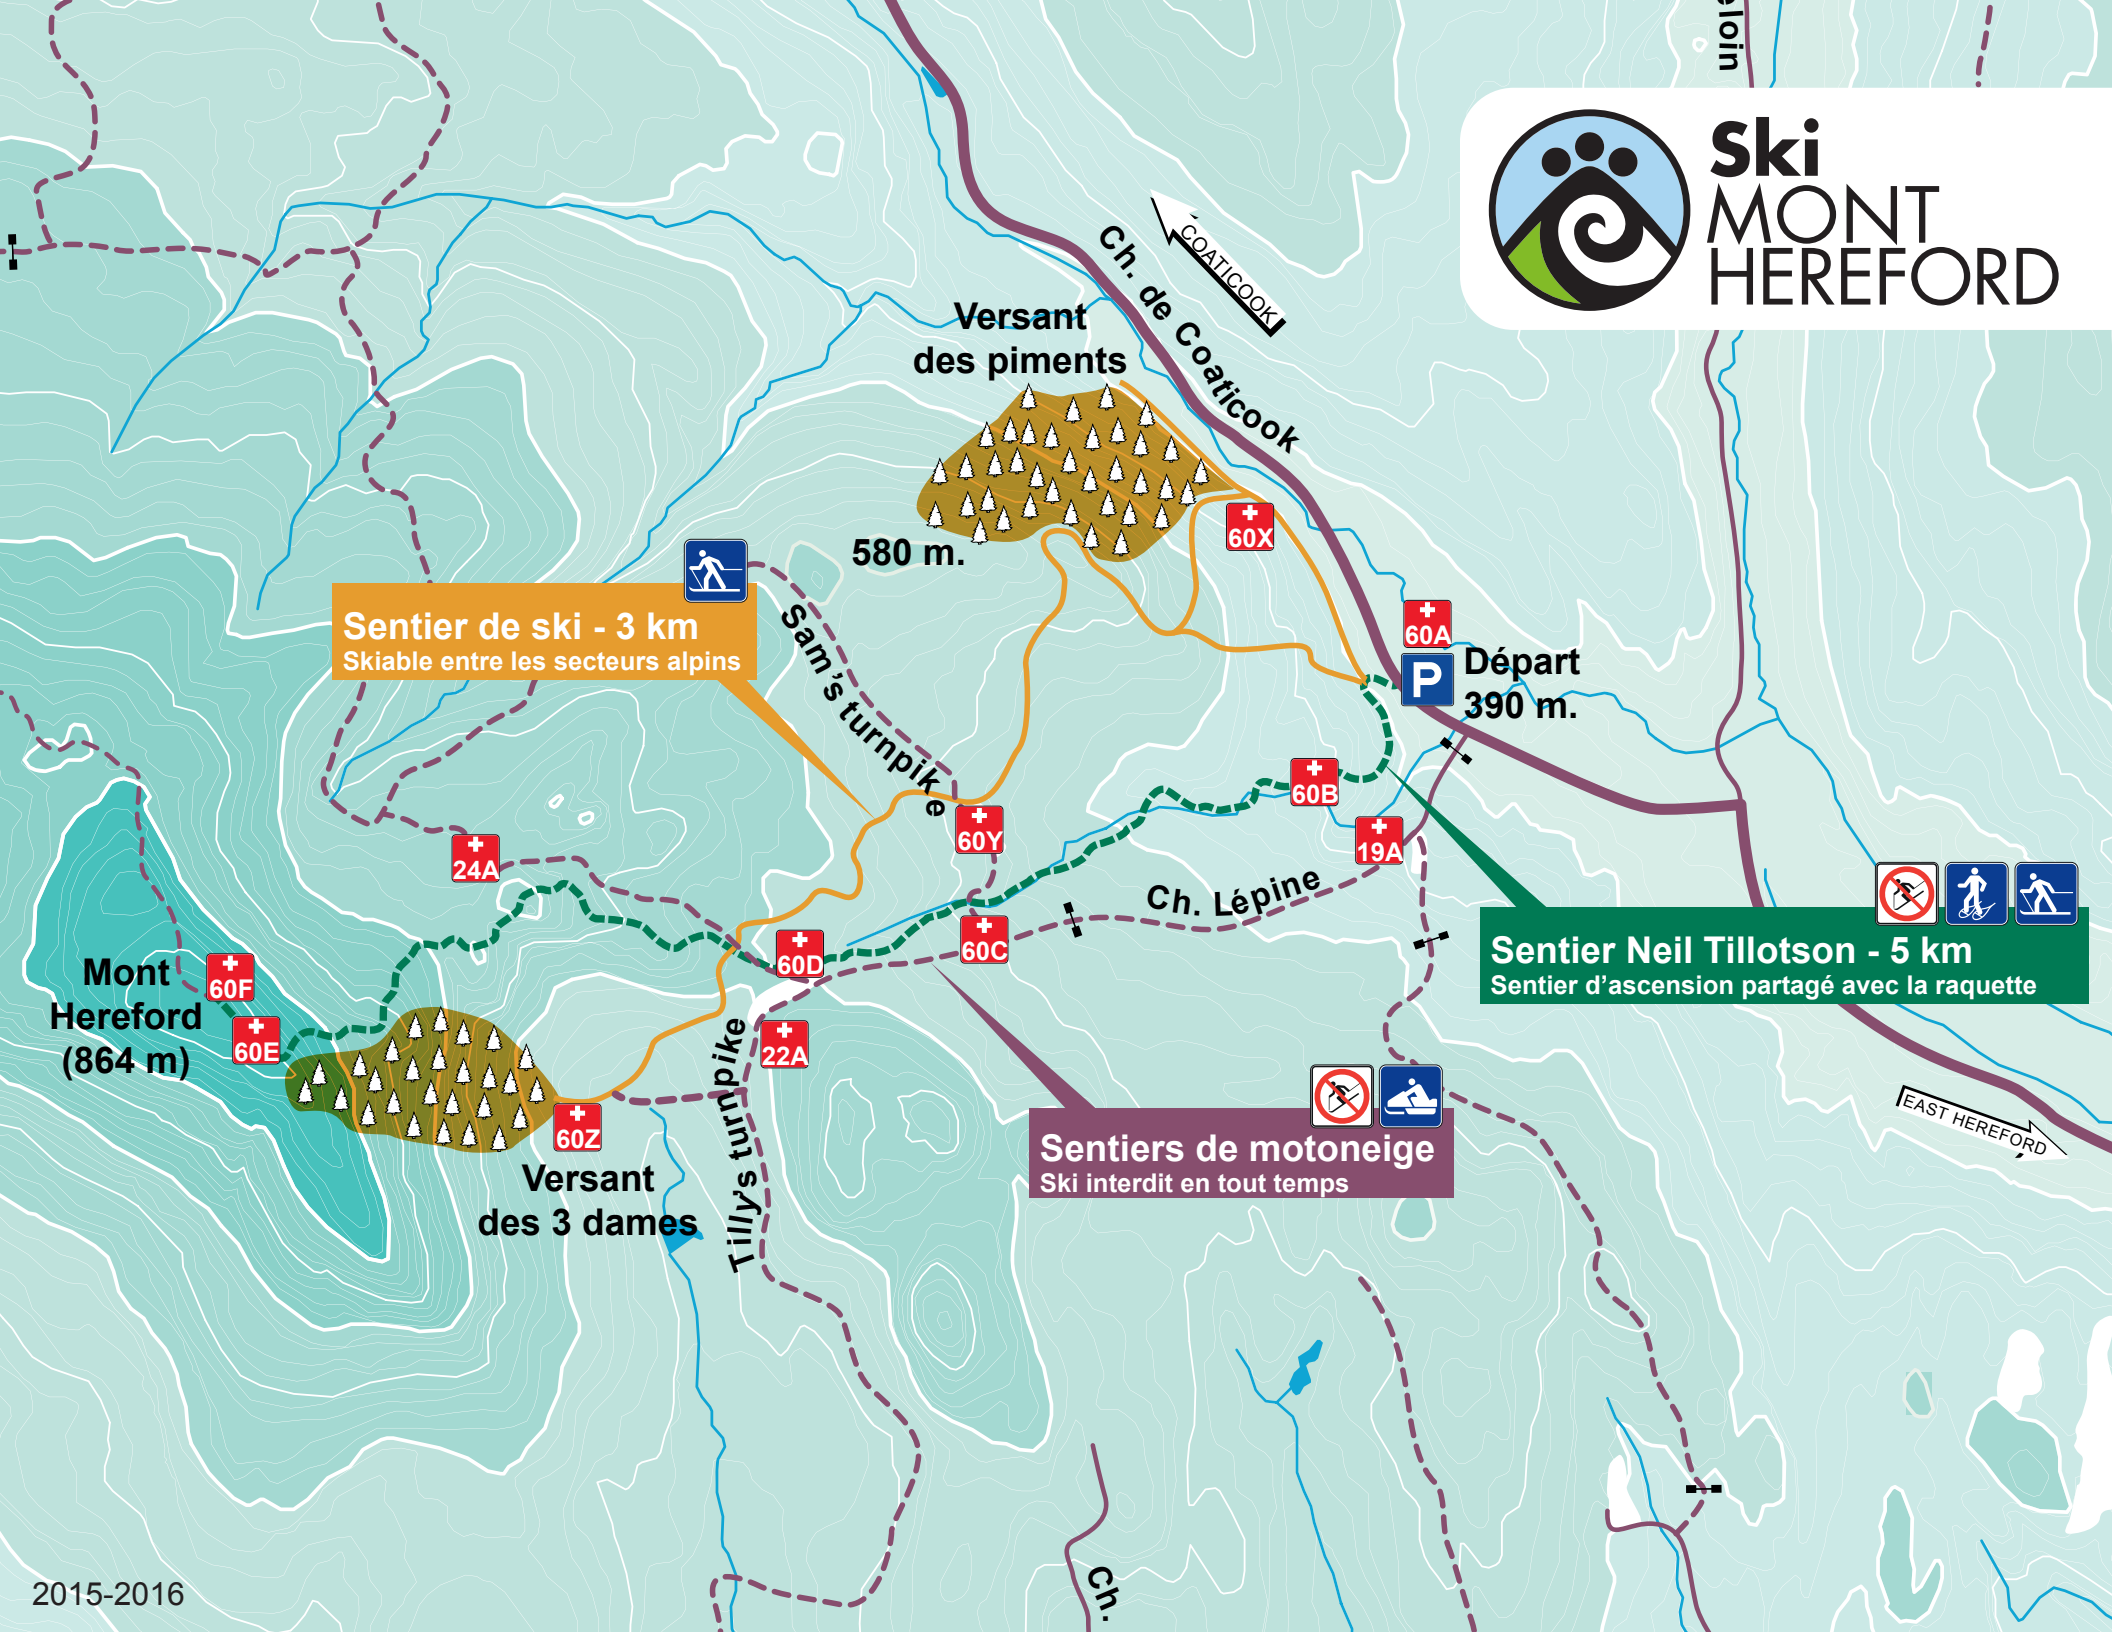 eloin
Ski
MONT
HEREFORD
COATICOOK
Ch. de Coaticook
Versant
des piments
580 m.
60X
Sentier de ski - 3 km
Skiable entre les secteurs alpins
Sam's turnpike
60A
P
Départ
390 m.
60B
60Y
19A
24A
Ch. Lépine
60C
60D
Sentier Neil Tillotson - 5 km
Sentier d'ascension partagé avec la raquette
Mont
Hereford
(864 m)
60F
60E
22A
Tilly's turnpike
60Z
Versant
des 3 dames
Sentiers de motoneige
Ski interdit en tout temps
EAST HEREFORD
Ch.
2015-2016